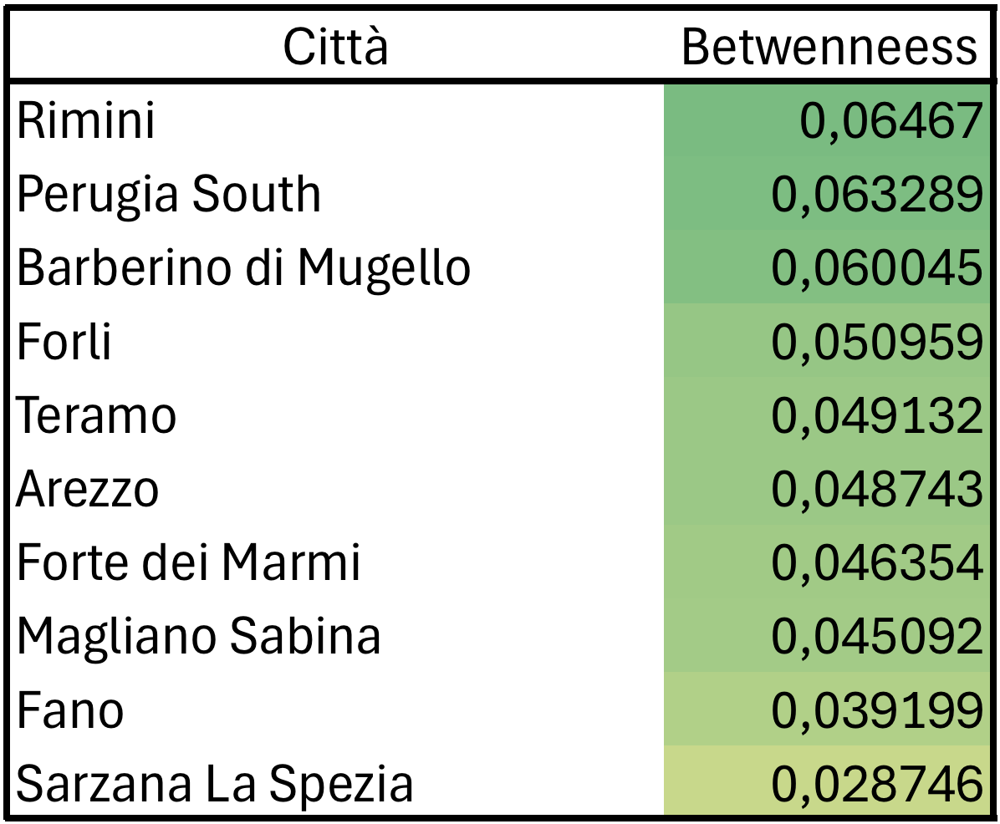 Città Betwenneess
Rimini 0,06467
Perugia South 0,063289
Barberino di Mugello 0,060045
Forli 0,050959
Teramo 0,049132
Arezzo 0,048743
Forte dei Marmi 0,046354
Magliano Sabina 0,045092
Fano 0,039199
Sarzana La Spezia 0,028746